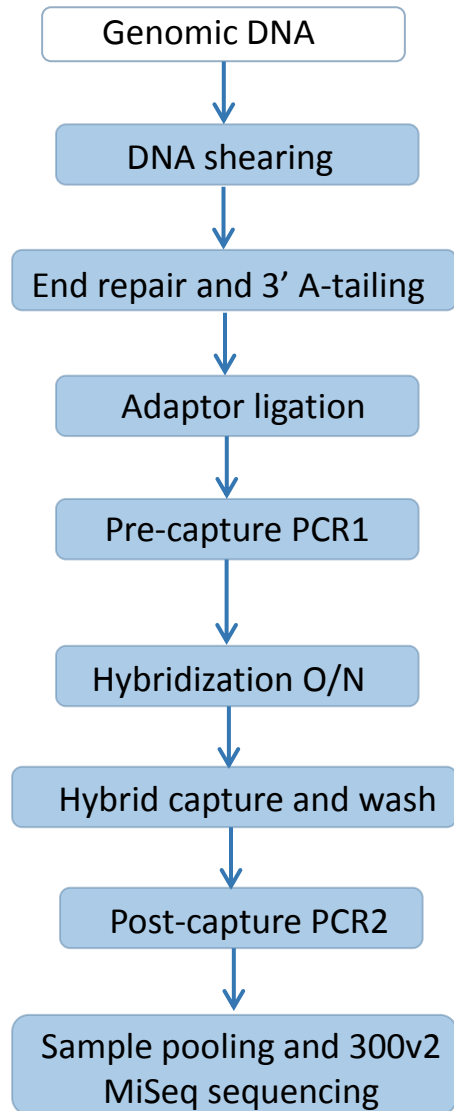 Genomic DNA
DNA shearing
End repair and 3’ A-tailing
Adaptor ligation
Pre-capture PCR1
Hybridization O/N
Hybrid capture and wash
Post-capture PCR2
Sample pooling and 300v2
MiSeq sequencing